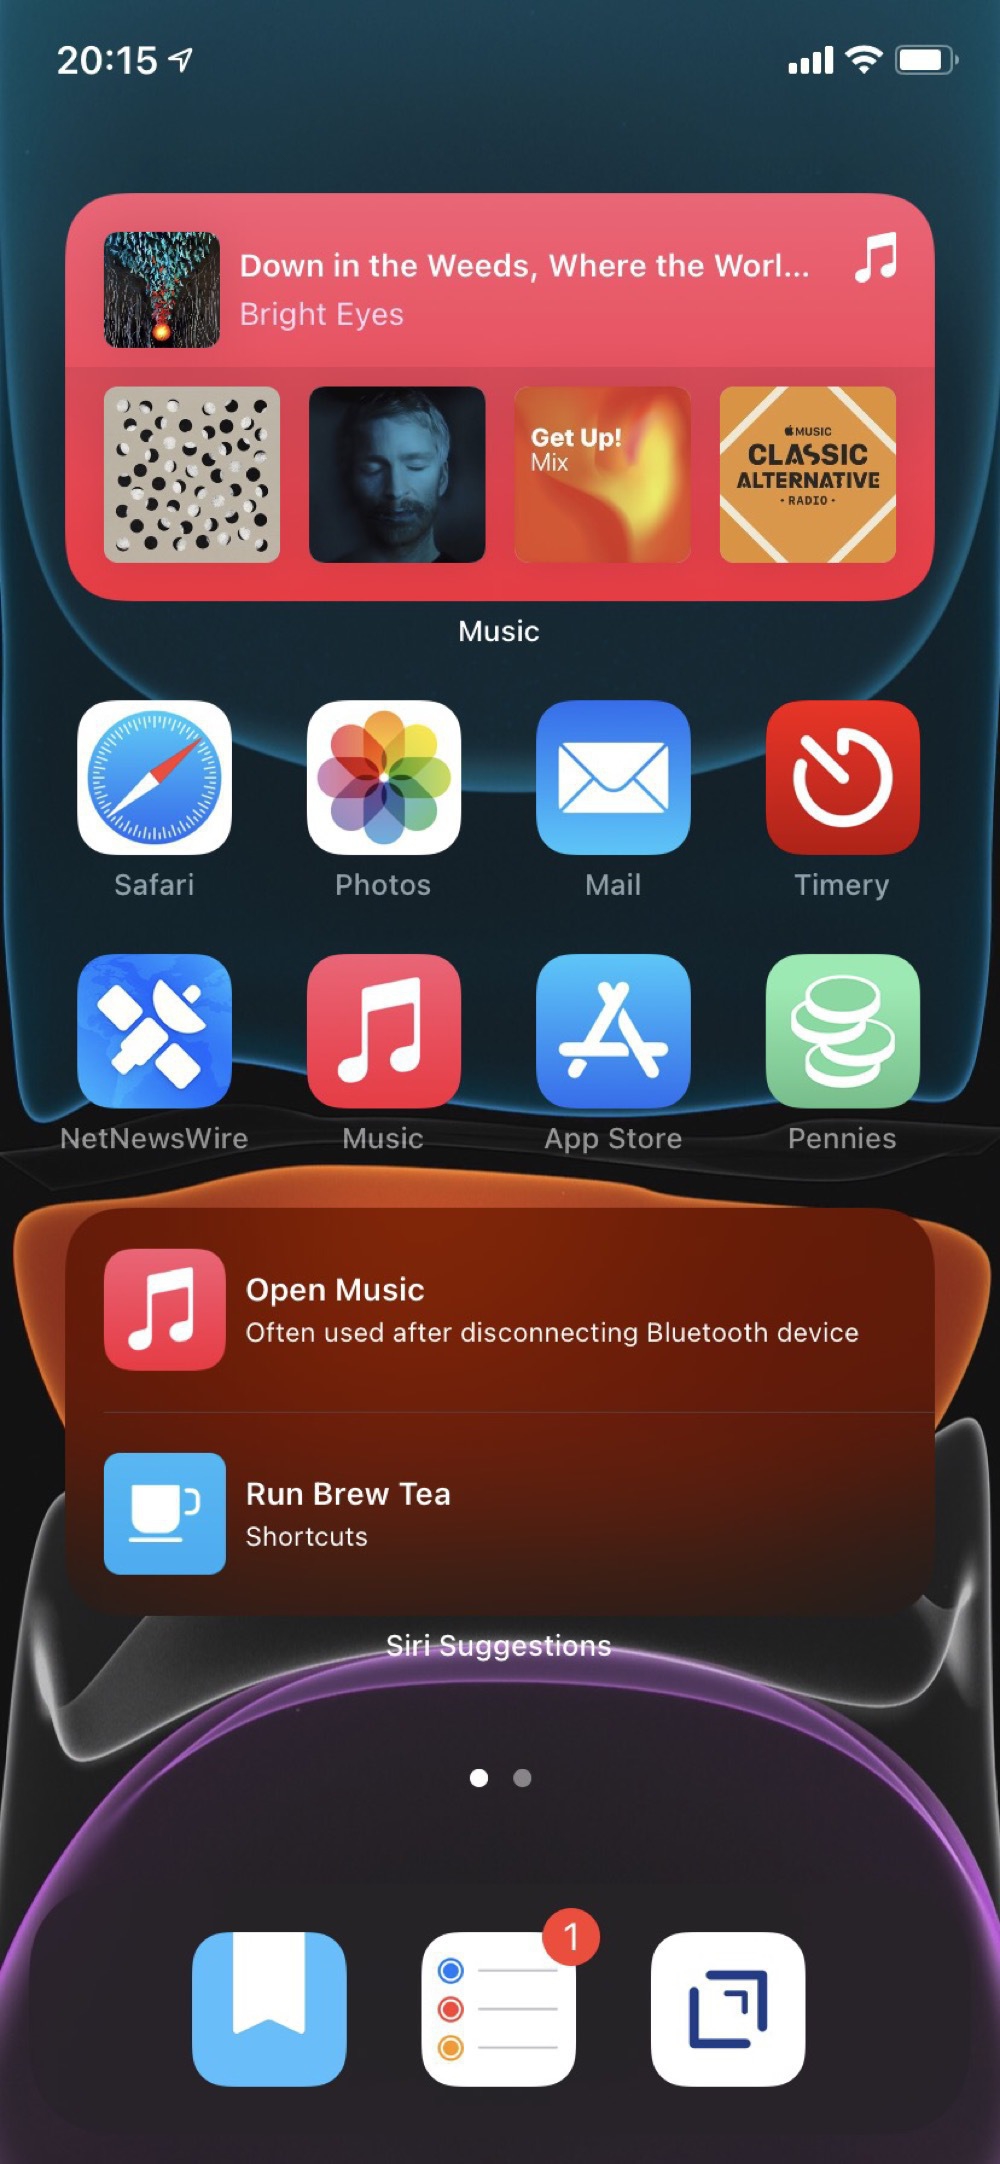 20:15
Down in the Weeds, Where the Worl...
Bright Eyes
Get Up!
Mix
MUSIC
CLASSIC
ALTERNATIVE
• RADIO •
Music
Safari
Photos
Mail
Timery
NetNewsWire
Music
App Store
Pennies
Open Music
Often used after disconnecting Bluetooth device
Run Brew Tea
Shortcuts
Siri Suggestions
1